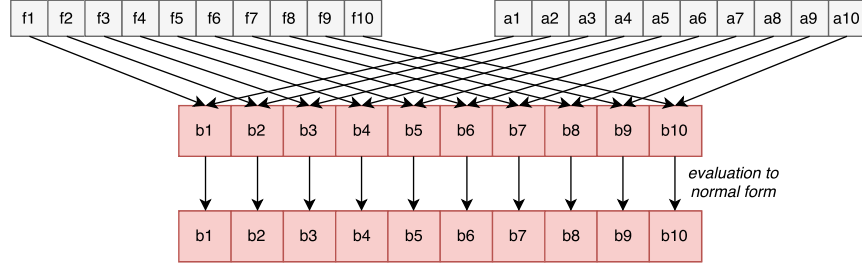 f1 f2 f3 f4 f5 f6 f7 f8 f9 f10 a1 a2 a3 a4 a5 a6 a7 a8 a9 a10
b1 b2 b3 b4 b5 b6 b7 b8 b9 b10
evaluation to
normal form
b1 b2 b3 b4 b5 b6 b7 b8 b9 b10